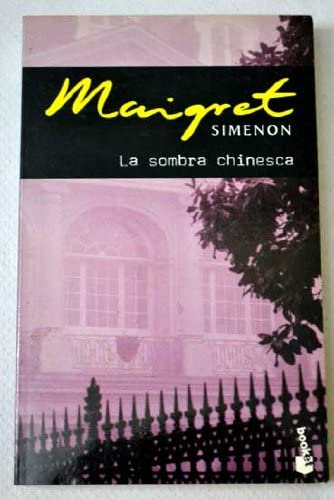 Maigret
SIMENON
La sombra chinesca
booket